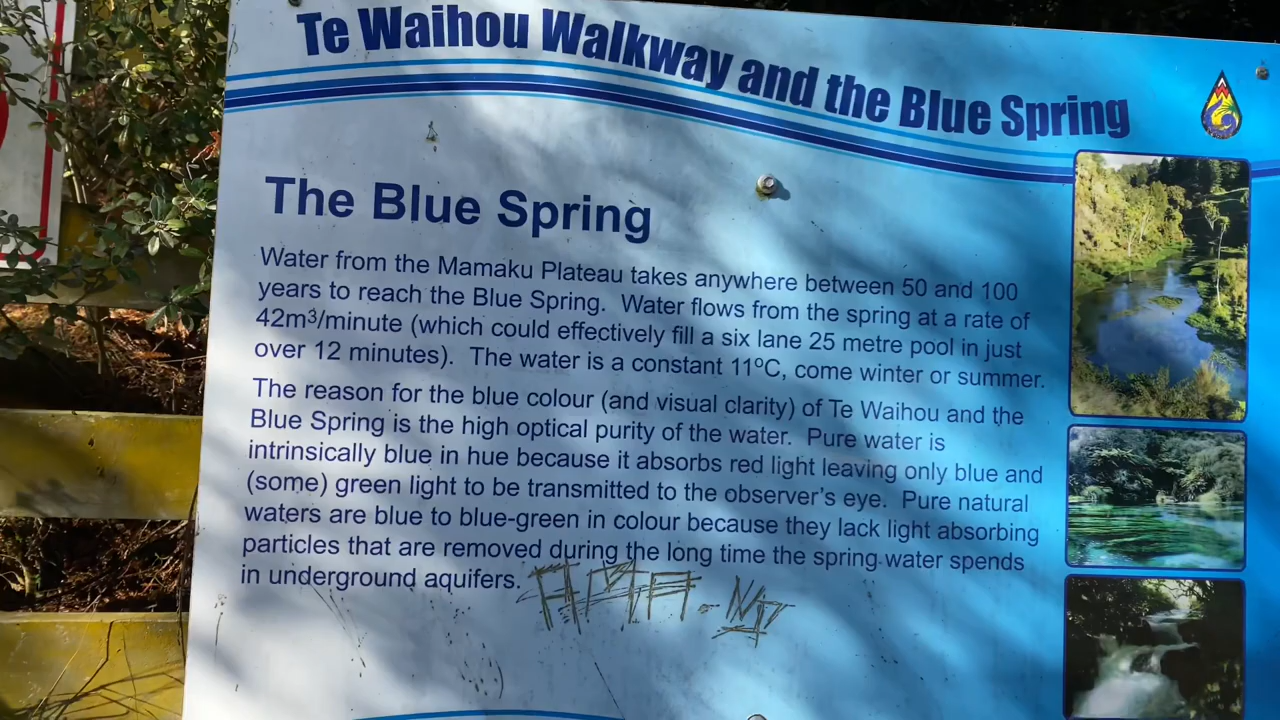 Te Waihou Walkway and the Blue Spring
The Blue Spring
Water from the Mamaku Plateau takes anywhere between 50 and 100
years to reach the Blue Spring. Water flows from the spring at a rate of
42m³/minute (which could effectively fill a six lane 25 metre pool in just
over 12 minutes). The water is a constant 11ºC, come winter or summer.
The reason for the blue colour (and visual clarity) of Te Waihou and the
Blue Spring is the high optical purity of the water. Pure water is
intrinsically blue in hue because it absorbs red light leaving only blue and
(some) green light to be transmitted to the observer's eye. Pure natural
waters are blue to blue-green in colour because they lack light absorbing
particles that are removed during the long time the spring water spends
in underground aquifers.